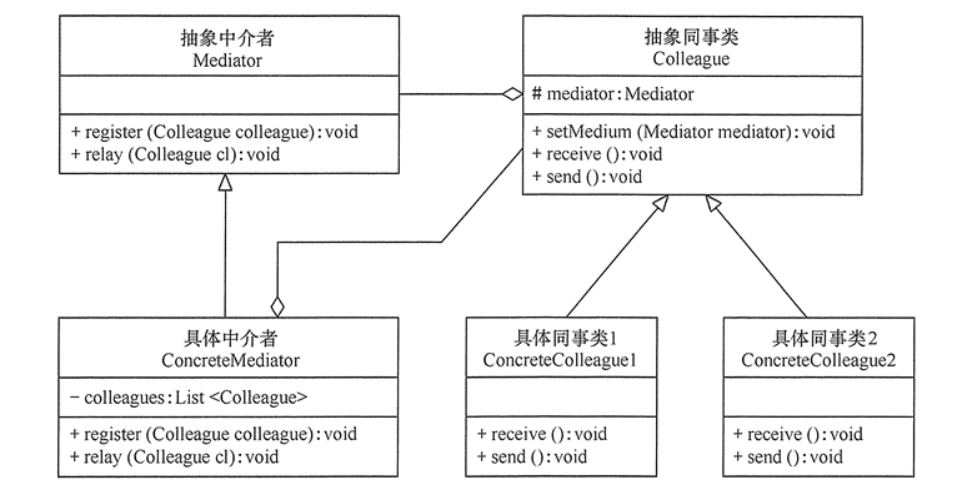 抽象中介者
Mediator
+ register (Colleague colleague):void
+ relay (Colleague cl):void
抽象同事类
Colleague
# mediator:Mediator
+ setMedium (Mediator mediator):void
+ receive ():void
+ send ():void
具体中介者
ConcreteMediator
− colleagues:List <Colleague>
+ register (Colleague colleague):void
+ relay (Colleague cl):void
具体同事类1
ConcreteColleague1
+ receive ():void
+ send ():void
具体同事类2
ConcreteColleague2
+ receive ():void
+ send ():void